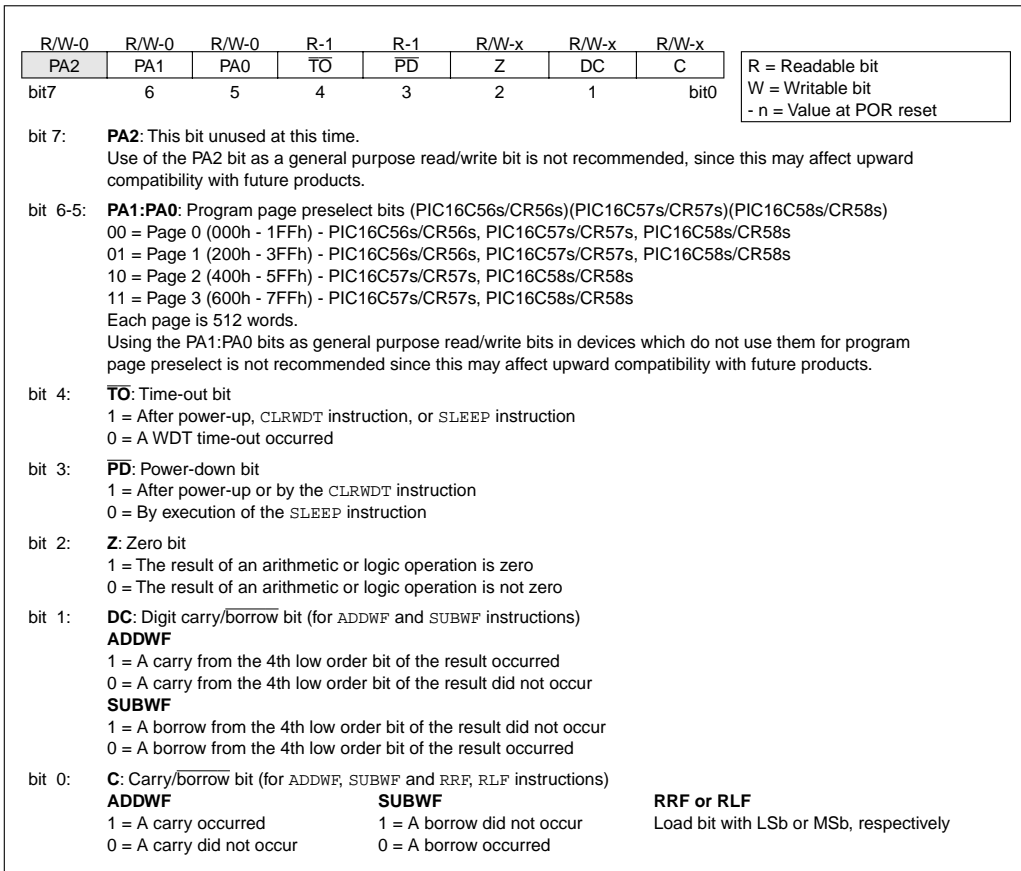 R/W-0 R/W-0 R/W-0 R-1 R-1 R/W-x R/W-x R/W-x
PA2 PA1 PA0 T̅O̅ P̅D̅ Z DC C
bit7 6 5 4 3 2 1 bit0
R = Readable bit
W = Writable bit
- n = Value at POR reset
bit 7: PA2: This bit unused at this time.
Use of the PA2 bit as a general purpose read/write bit is not recommended, since this may affect upward
compatibility with future products.
bit 6-5: PA1:PA0: Program page preselect bits (PIC16C56s/CR56s)(PIC16C57s/CR57s)(PIC16C58s/CR58s)
00 = Page 0 (000h - 1FFh) - PIC16C56s/CR56s, PIC16C57s/CR57s, PIC16C58s/CR58s
01 = Page 1 (200h - 3FFh) - PIC16C56s/CR56s, PIC16C57s/CR57s, PIC16C58s/CR58s
10 = Page 2 (400h - 5FFh) - PIC16C57s/CR57s, PIC16C58s/CR58s
11 = Page 3 (600h - 7FFh) - PIC16C57s/CR57s, PIC16C58s/CR58s
Each page is 512 words.
Using the PA1:PA0 bits as general purpose read/write bits in devices which do not use them for program
page preselect is not recommended since this may affect upward compatibility with future products.
bit 4: T̅O̅: Time-out bit
1 = After power-up, CLRWDT instruction, or SLEEP instruction
0 = A WDT time-out occurred
bit 3: P̅D̅: Power-down bit
1 = After power-up or by the CLRWDT instruction
0 = By execution of the SLEEP instruction
bit 2: Z: Zero bit
1 = The result of an arithmetic or logic operation is zero
0 = The result of an arithmetic or logic operation is not zero
bit 1: DC: Digit carry/b̅o̅r̅r̅o̅w̅ bit (for ADDWF and SUBWF instructions)
ADDWF
1 = A carry from the 4th low order bit of the result occurred
0 = A carry from the 4th low order bit of the result did not occur
SUBWF
1 = A borrow from the 4th low order bit of the result did not occur
0 = A borrow from the 4th low order bit of the result occurred
bit 0: C: Carry/b̅o̅r̅r̅o̅w̅ bit (for ADDWF, SUBWF and RRF, RLF instructions)
ADDWF SUBWF RRF or RLF
1 = A carry occurred 1 = A borrow did not occur Load bit with LSb or MSb, respectively
0 = A carry did not occur 0 = A borrow occurred